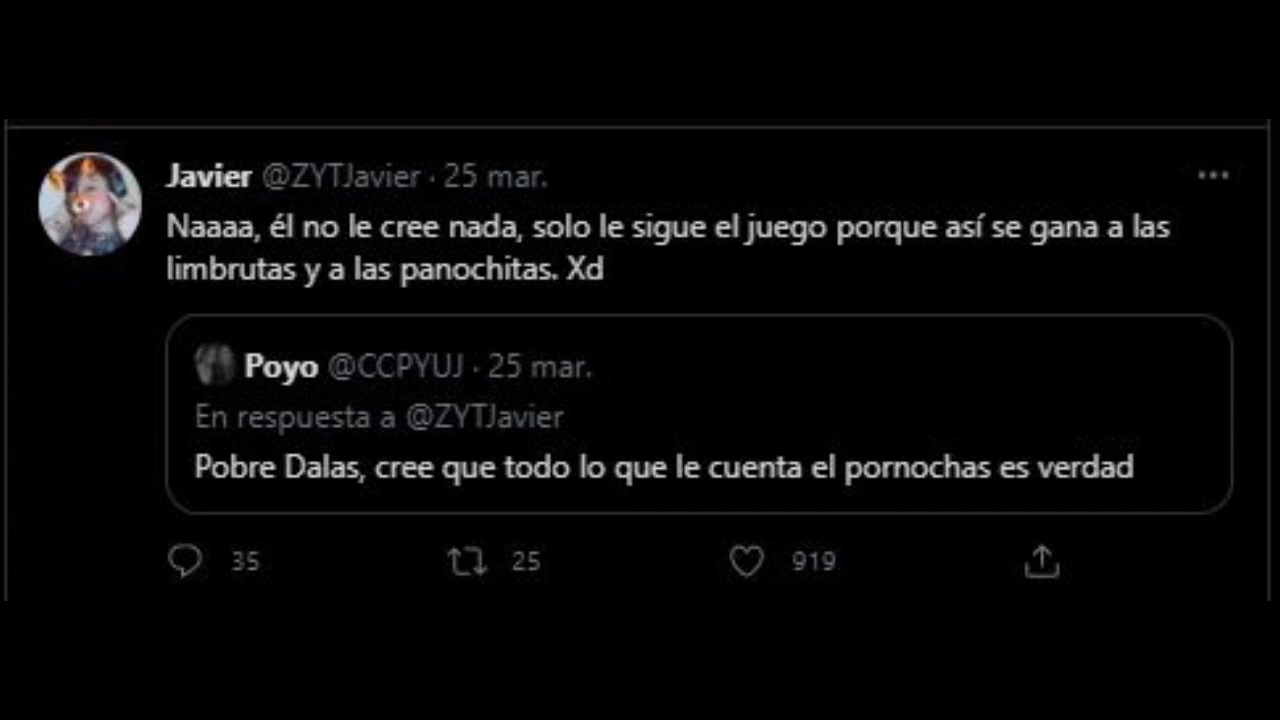 Javier @ZYTJavier · 25 mar.
Naaaa, él no le cree nada, solo le sigue el juego porque así se gana a las
limbrutas y a las panochitas. Xd
Poyo @CCPYUJ · 25 mar.
En respuesta a @ZYTJavier
Pobre Dalas, cree que todo lo que le cuenta el pornochas es verdad
35 25 919